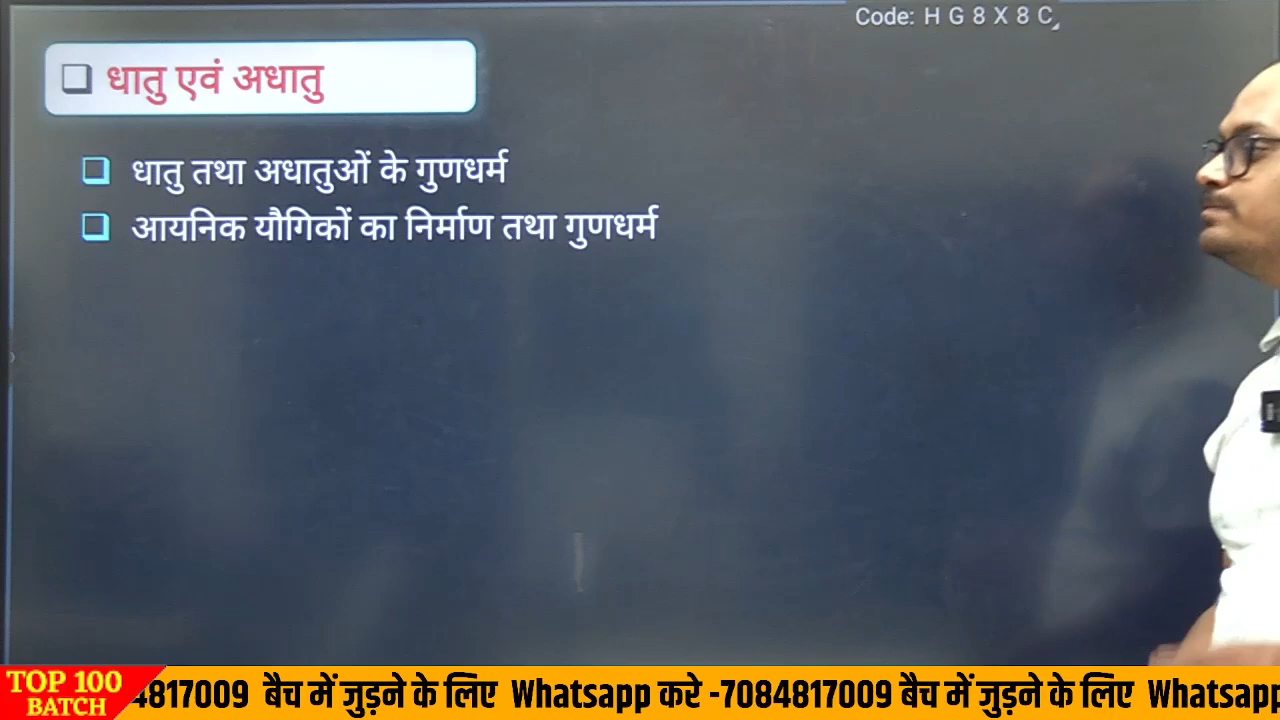 Code: H G 8 X 8 C
❑ धातु एवं अधातु
❑ धातु तथा अधातुओं के गुणधर्म
❑ आयनिक यौगिकों का निर्माण तथा गुणधर्म
TOP 100
BATCH
4817009 बैच में जुड़ने के लिए Whatsapp करे -7084817009 बैच में जुड़ने के लिए Whatsapp